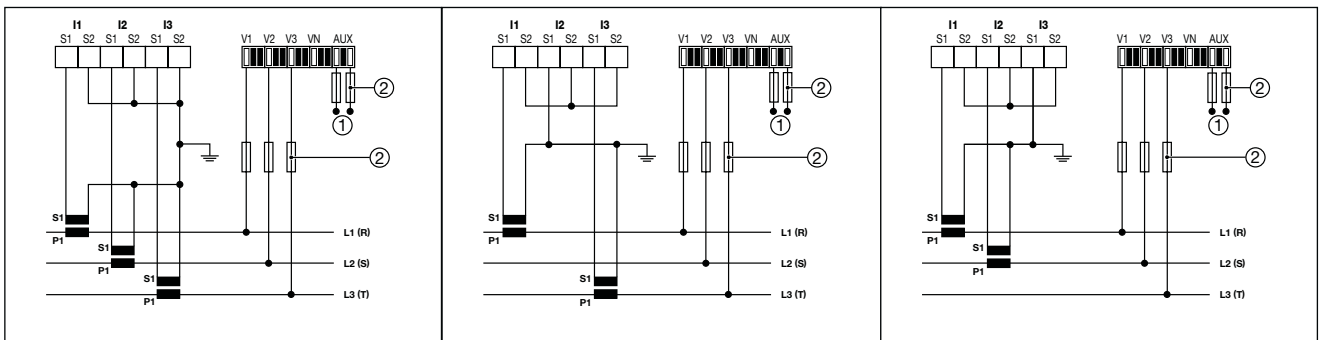 I1 I2 I3
S1 S2 S1 S2 S1 S2 V1 V2 V3 VN AUX
2
1
2
S1
P1 L1 (R)
S1
P1 L2 (S)
S1
P1 L3 (T)
I1 I2 I3
S1 S2 S1 S2 S1 S2 V1 V2 V3 VN AUX
2
1
2
S1
P1 L1 (R)
L2 (S)
S1
P1 L3 (T)
I1 I2 I3
S1 S2 S1 S2 S1 S2 V1 V2 V3 VN AUX
2
1
2
S1
P1 L1 (R)
S1
P1 L2 (S)
L3 (T)